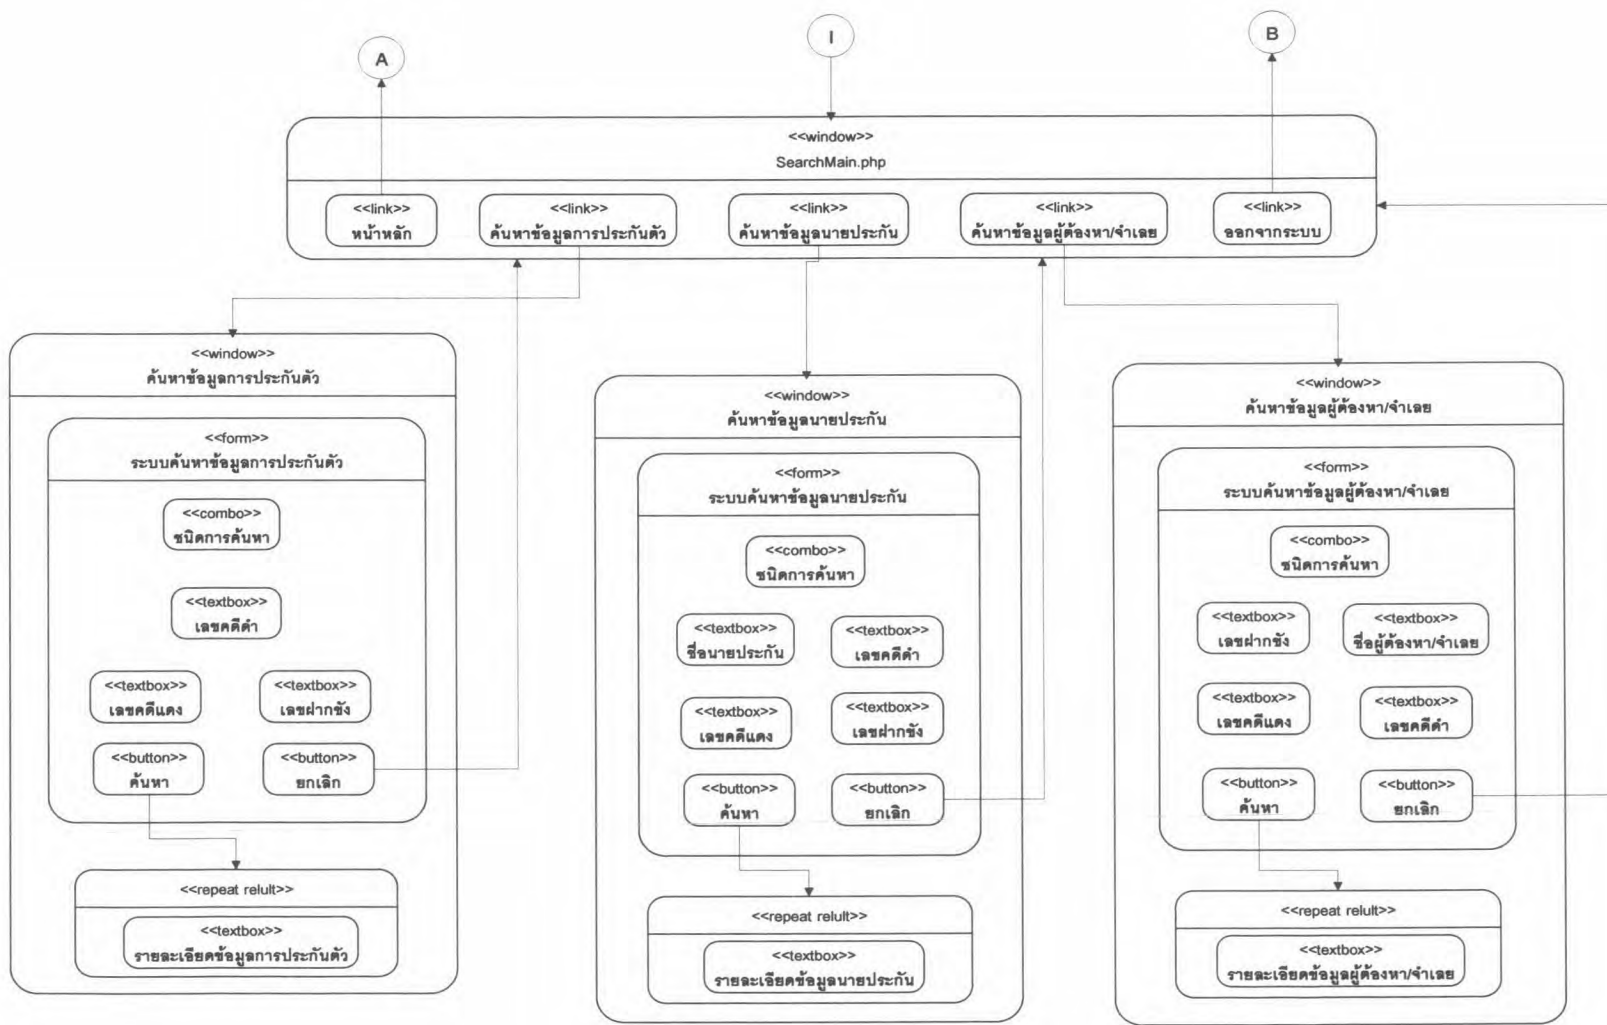 A
I
B
<<window>>
SearchMain.php
<<link>>
หน้าหลัก
<<link>>
ค้นหาข้อมูลการประกันตัว
<<link>>
ค้นหาข้อมูลนายประกัน
<<link>>
ค้นหาข้อมูลผู้ต้องหา/จำเลย
<<link>>
ออกจากระบบ
<<window>>
ค้นหาข้อมูลการประกันตัว
<<form>>
ระบบค้นหาข้อมูลการประกันตัว
<<combo>>
ชนิดการค้นหา
<<textbox>>
เลขคดีดำ
<<textbox>>
เลขคดีแดง
<<textbox>>
เลขฝากขัง
<<button>>
ค้นหา
<<button>>
ยกเลิก
<<repeat relult>>
<<textbox>>
รายละเอียดข้อมูลการประกันตัว
<<window>>
ค้นหาข้อมูลนายประกัน
<<form>>
ระบบค้นหาข้อมูลนายประกัน
<<combo>>
ชนิดการค้นหา
<<textbox>>
ชื่อนายประกัน
<<textbox>>
เลขคดีดำ
<<textbox>>
เลขคดีแดง
<<textbox>>
เลขฝากขัง
<<button>>
ค้นหา
<<button>>
ยกเลิก
<<repeat relult>>
<<textbox>>
รายละเอียดข้อมูลนายประกัน
<<window>>
ค้นหาข้อมูลผู้ต้องหา/จำเลย
<<form>>
ระบบค้นหาข้อมูลผู้ต้องหา/จำเลย
<<combo>>
ชนิดการค้นหา
<<textbox>>
เลขฝากขัง
<<textbox>>
ชื่อผู้ต้องหา/จำเลย
<<textbox>>
เลขคดีแดง
<<textbox>>
เลขคดีดำ
<<button>>
ค้นหา
<<button>>
ยกเลิก
<<repeat relult>>
<<textbox>>
รายละเอียดข้อมูลผู้ต้องหา/จำเลย